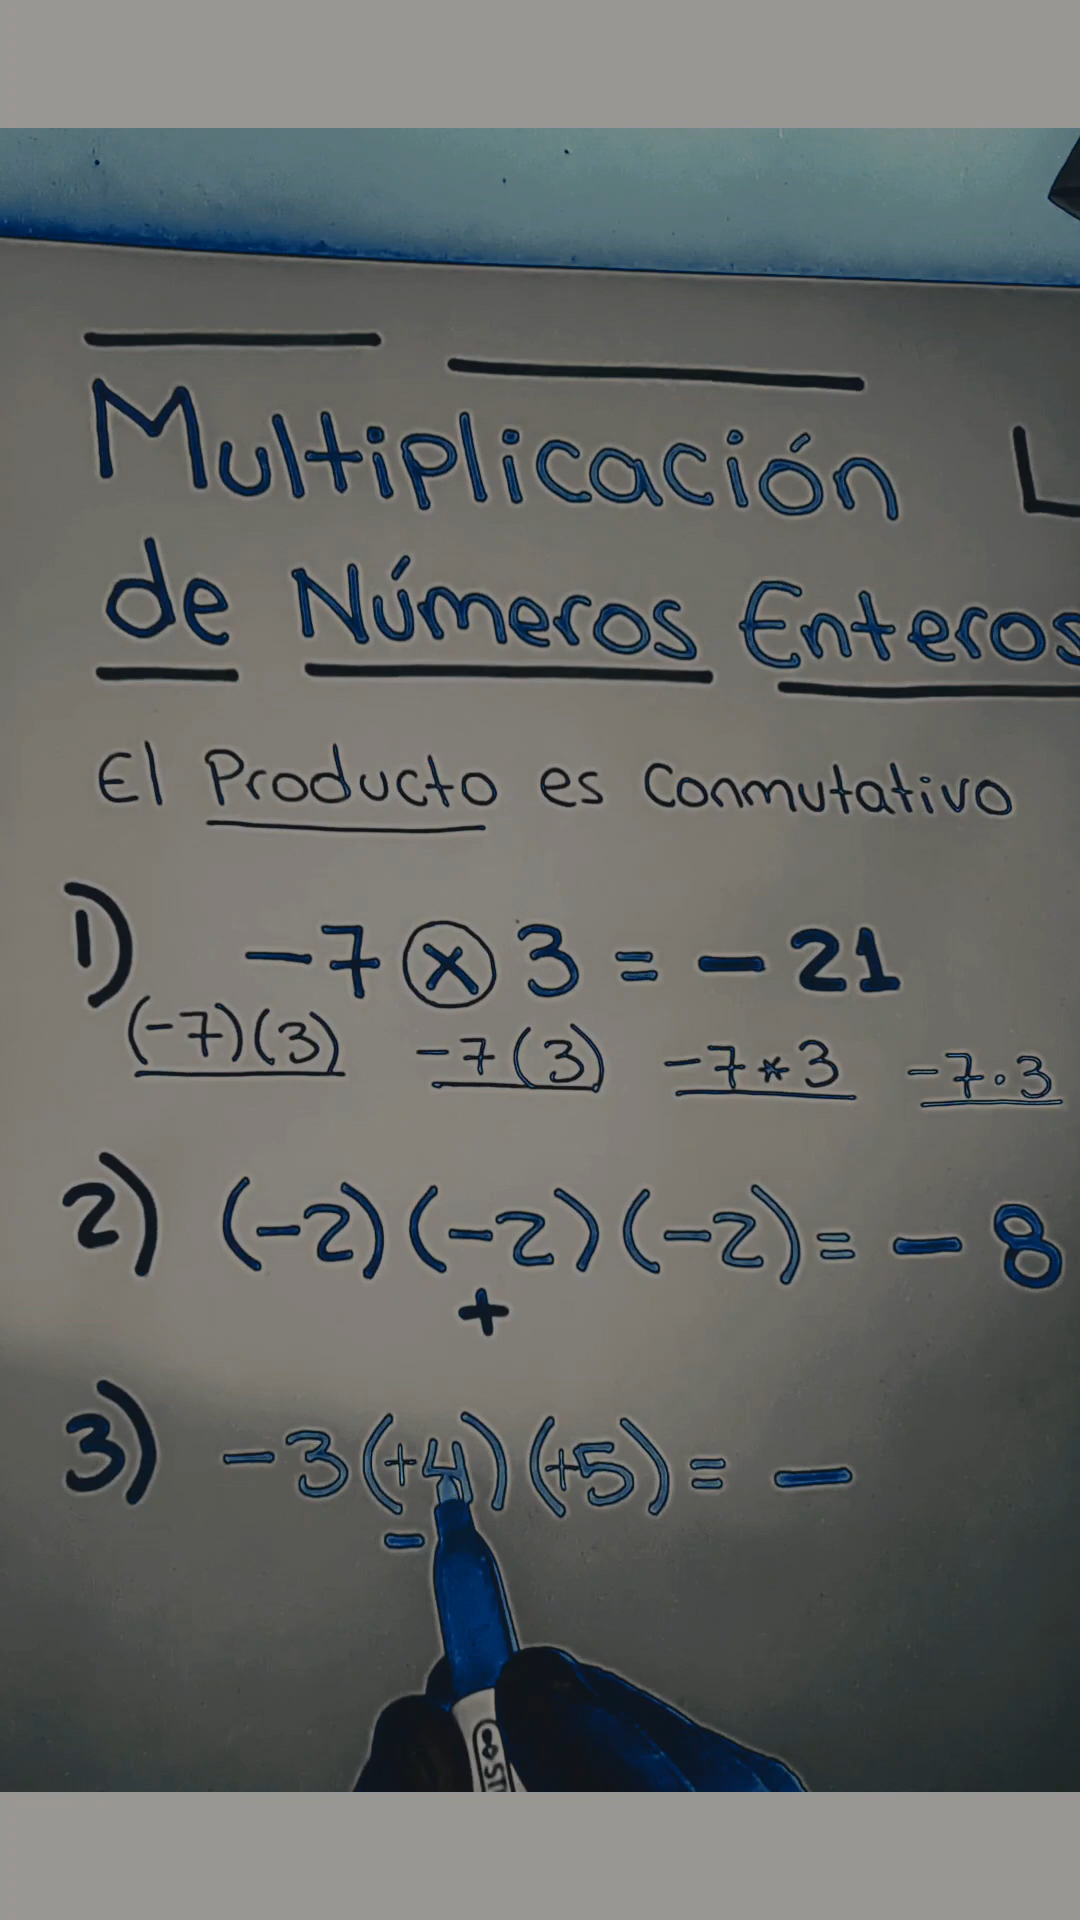 Multiplicación
de Números Enteros
El Producto es Conmutativo
1) -7 × 3 = - 21
(-7)(3) -7(3) -7*3 -7·3
2) (-2)(-2)(-2)= - 8
+
3) -3(+4)(+5)= -
-